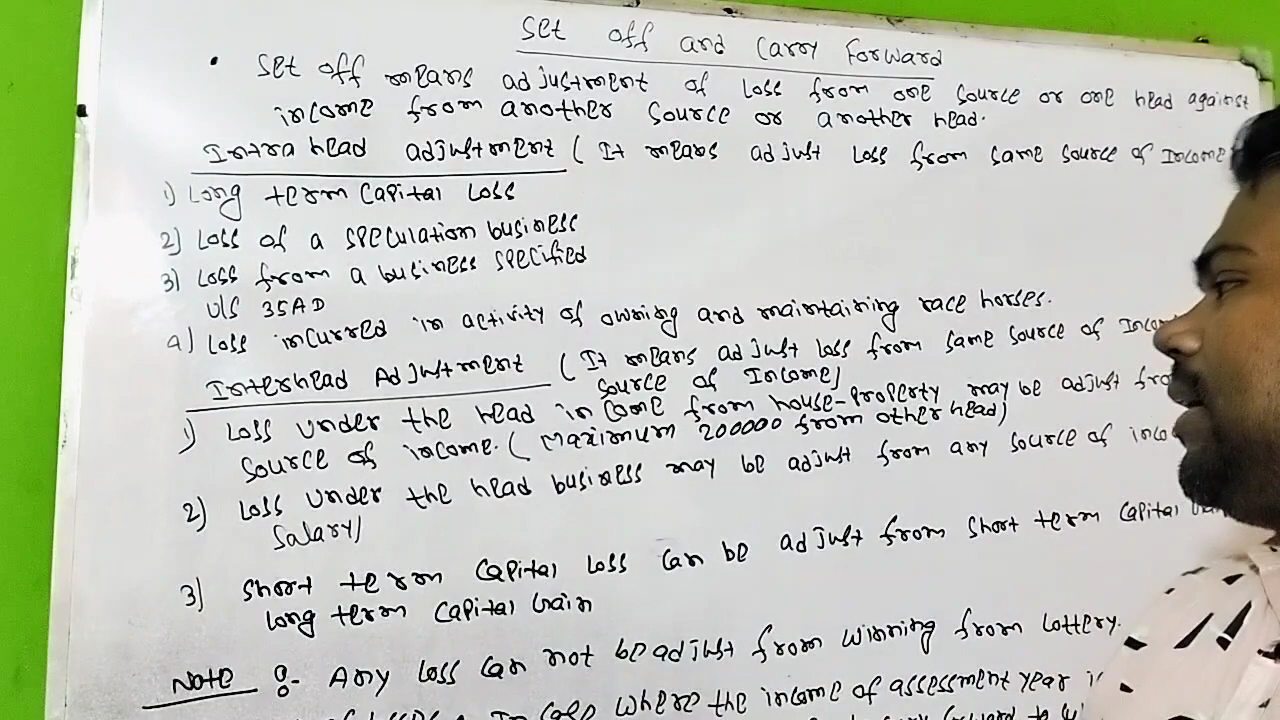 Set off and Carry Forward
• Set off means adjustment of Loss from one source or one head against
income from another source or another head.
Intra head adjustment ( It means adjust Loss from same source of Income
1) Long term Capital Loss
2) Loss of a speculation business
3) Loss from a business specified
U/S 35AD
4) Loss incurred in activity of owning and maintaining race horses.
Interhead Adjustment ( It means adjust loss from same source of
source of Income)
1) Loss under the head income from house-Property may be adjust
source of income. ( Maximum 200000 from other head)
2) Loss under the head business may be adjust from any source of
Salary)
3) Short term Capital Loss can be adjust from short term Capital
long term Capital Gain
Note :- Any Loss can not be adjust from winning from Lottery.
where the income of assessment year